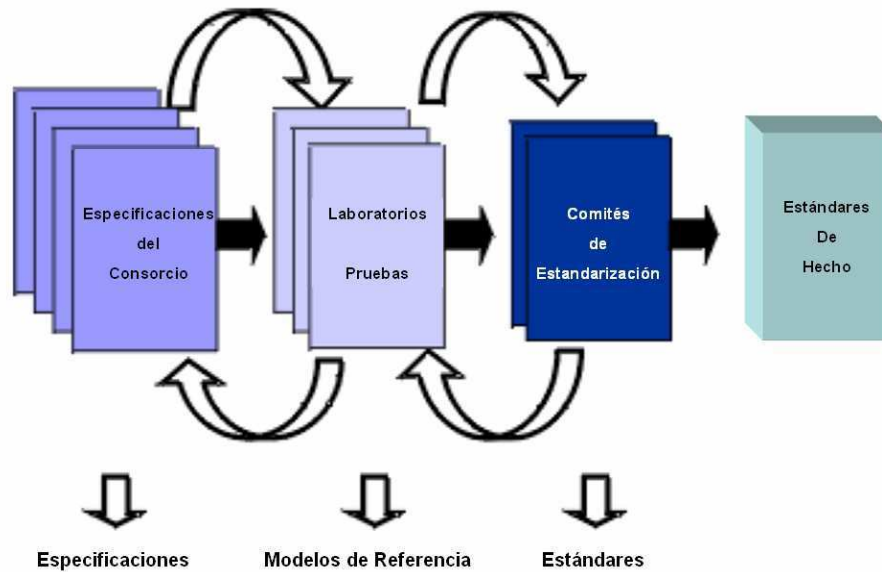 Especificaciones
del
Consorcio
Laboratorios
Pruebas
Comités
de
Estandarización
Estándares
De
Hecho
Especificaciones
Modelos de Referencia
Estándares